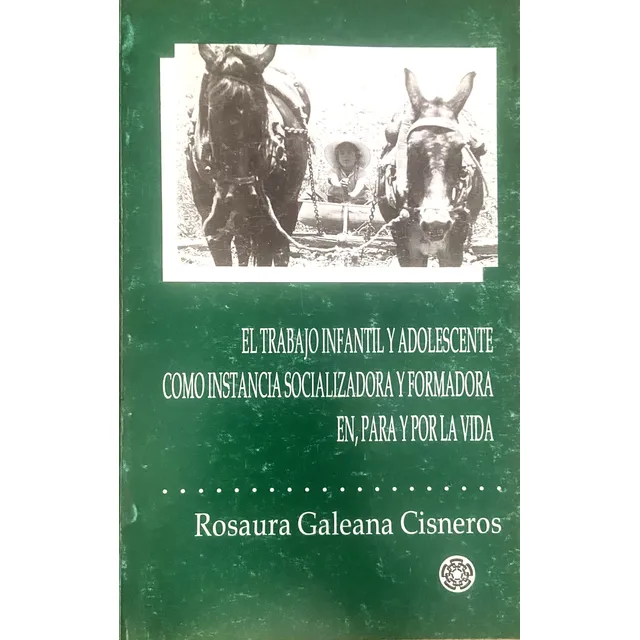 EL TRABAJO INFANTIL Y ADOLESCENTE
COMO INSTANCIA SOCIALIZADORA Y FORMADORA
EN, PARA Y POR LA VIDA
Rosaura Galeana Cisneros